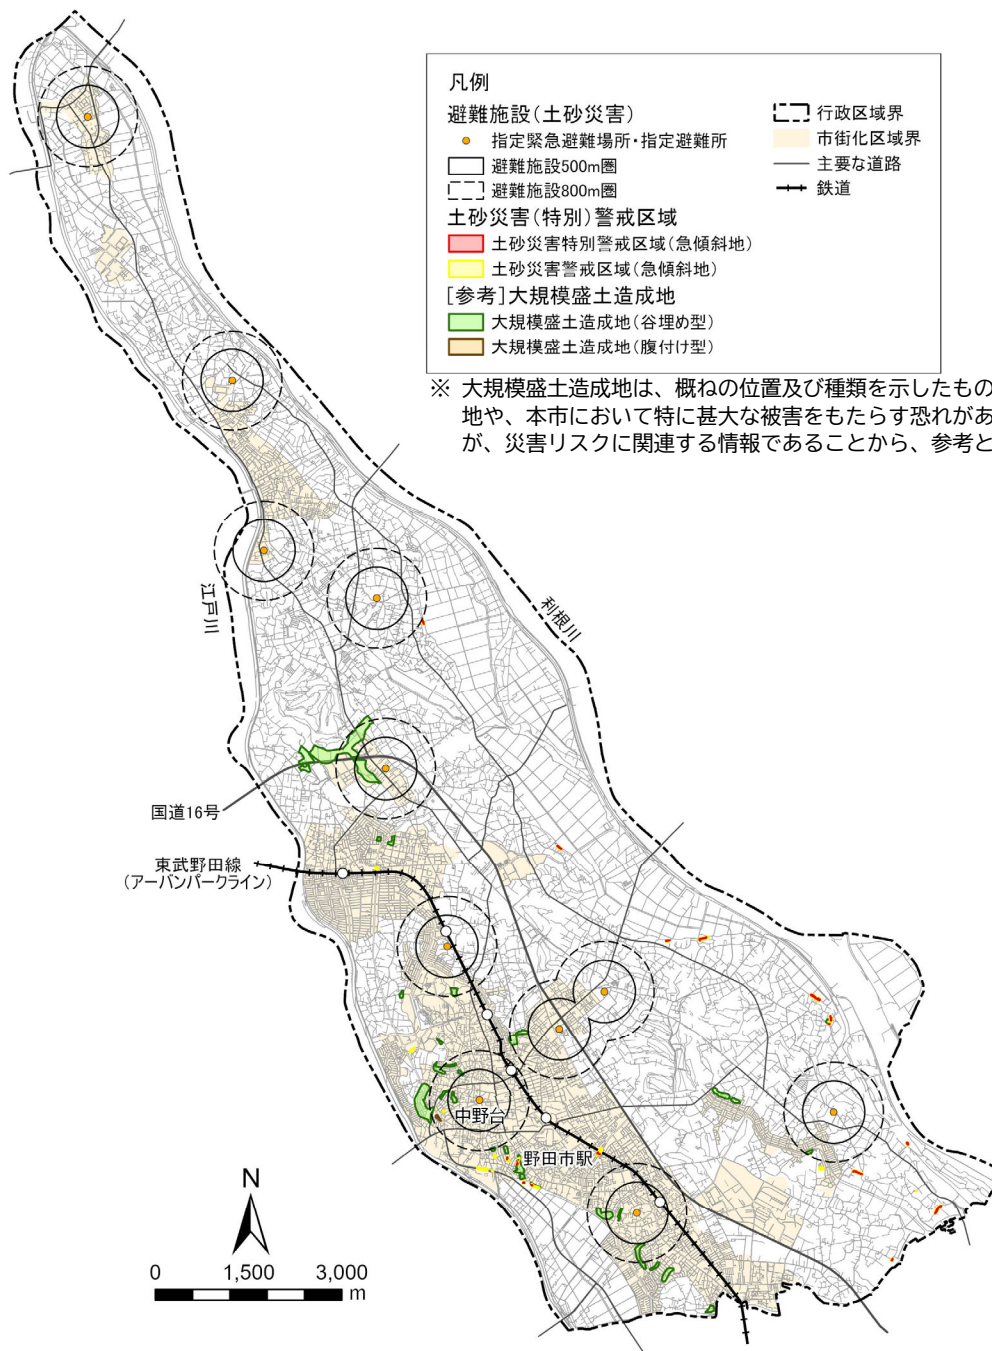 凡例
避難施設(土砂災害)
指定緊急避難場所・指定避難所
避難施設500m圏
避難施設800m圏
土砂災害(特別)警戒区域
土砂災害特別警戒区域(急傾斜地)
土砂災害警戒区域(急傾斜地)
[参考]大規模盛土造成地
大規模盛土造成地(谷埋め型)
大規模盛土造成地(腹付け型)
行政区域界
市街化区域界
主要な道路
鉄道
※ 大規模盛土造成地は、概ねの位置及び種類を示したもの
地や、本市において特に甚大な被害をもたらす恐れがあ
が、災害リスクに関連する情報であることから、参考と
江戸川
利根川
国道16号
東武野田線
(アーバンパークライン)
中野台
野田市駅
N
0 1,500 3,000
m